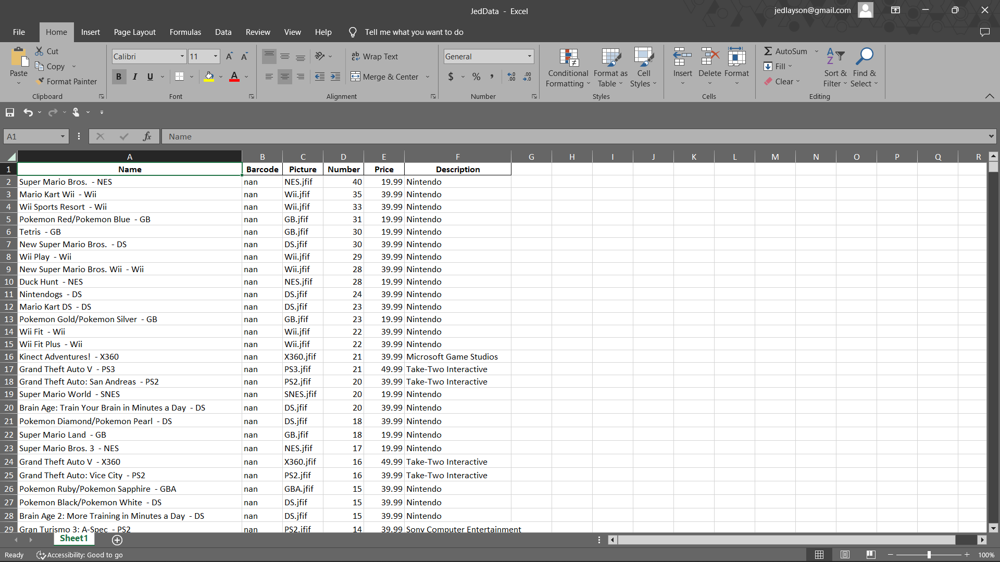 JedData - Excel
jedlayson@gmail.com
File Home Insert Page Layout Formulas Data Review View Help Tell me what you want to do
Paste
Cut
Copy
Format Painter
Clipboard
Calibri 11
B I U A
Font
ab Wrap Text
Merge & Center
Alignment
General
$ % ,
Number
Conditional Formatting
Format as Table
Cell Styles
Styles
Insert Delete Format
Cells
AutoSum
Fill
Clear
Sort & Filter
Find & Select
Editing
A1 fx Name
A B C D E F G H I J K L M N O P Q R
1 Name Barcode Picture Number Price Description
2 Super Mario Bros.  - NES nan NES.jfif 40 19.99 Nintendo
3 Mario Kart Wii  - Wii nan Wii.jfif 35 39.99 Nintendo
4 Wii Sports Resort  - Wii nan Wii.jfif 33 39.99 Nintendo
5 Pokemon Red/Pokemon Blue  - GB nan GB.jfif 31 19.99 Nintendo
6 Tetris  - GB nan GB.jfif 30 19.99 Nintendo
7 New Super Mario Bros.  - DS nan DS.jfif 30 39.99 Nintendo
8 Wii Play  - Wii nan Wii.jfif 29 39.99 Nintendo
9 New Super Mario Bros. Wii  - Wii nan Wii.jfif 28 39.99 Nintendo
10 Duck Hunt  - NES nan NES.jfif 28 19.99 Nintendo
11 Nintendogs  - DS nan DS.jfif 24 39.99 Nintendo
12 Mario Kart DS  - DS nan DS.jfif 23 39.99 Nintendo
13 Pokemon Gold/Pokemon Silver  - GB nan GB.jfif 23 19.99 Nintendo
14 Wii Fit  - Wii nan Wii.jfif 22 39.99 Nintendo
15 Wii Fit Plus  - Wii nan Wii.jfif 22 39.99 Nintendo
16 Kinect Adventures!  - X360 nan X360.jfif 21 39.99 Microsoft Game Studios
17 Grand Theft Auto V  - PS3 nan PS3.jfif 21 49.99 Take-Two Interactive
18 Grand Theft Auto: San Andreas  - PS2 nan PS2.jfif 20 39.99 Take-Two Interactive
19 Super Mario World  - SNES nan SNES.jfif 20 19.99 Nintendo
20 Brain Age: Train Your Brain in Minutes a Day  - DS nan DS.jfif 20 39.99 Nintendo
21 Pokemon Diamond/Pokemon Pearl  - DS nan DS.jfif 18 39.99 Nintendo
22 Super Mario Land  - GB nan GB.jfif 18 19.99 Nintendo
23 Super Mario Bros. 3  - NES nan NES.jfif 17 19.99 Nintendo
24 Grand Theft Auto V  - X360 nan X360.jfif 16 49.99 Take-Two Interactive
25 Grand Theft Auto: Vice City  - PS2 nan PS2.jfif 16 39.99 Take-Two Interactive
26 Pokemon Ruby/Pokemon Sapphire  - GBA nan GBA.jfif 15 39.99 Nintendo
27 Pokemon Black/Pokemon White  - DS nan DS.jfif 15 39.99 Nintendo
28 Brain Age 2: More Training in Minutes a Day  - DS nan DS.jfif 15 39.99 Nintendo
29 Gran Turismo 3: A-Spec  - PS2 nan PS2.jfif 14 39.99 Sony Computer Entertainment
Sheet1
Ready Accessibility: Good to go 100%